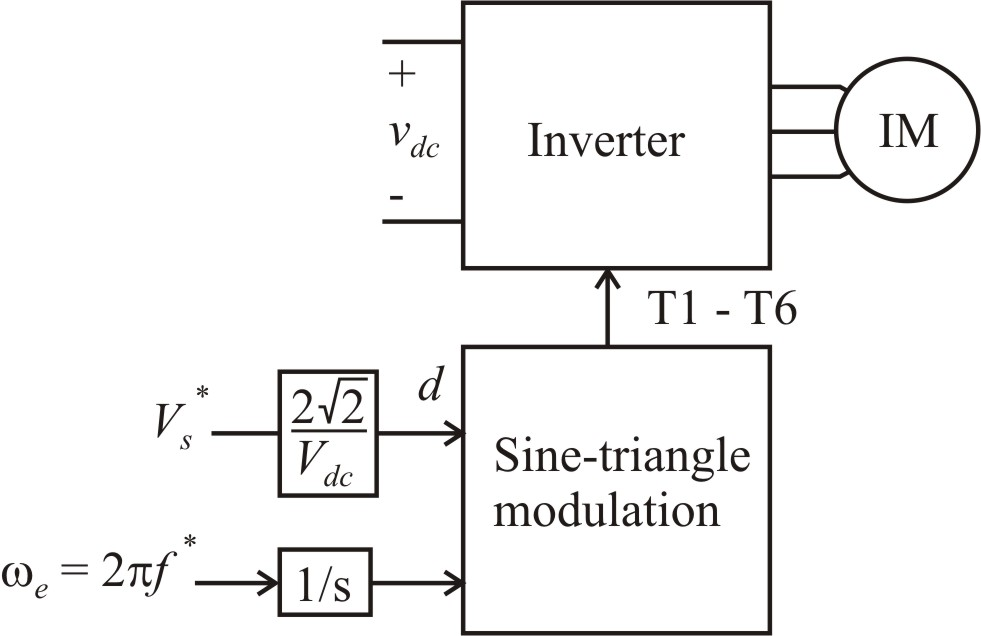 +
v_dc
-
Inverter
IM
T1 - T6
V_s^*
2√2
V_dc
d
Sine-triangle
modulation
ω_e = 2πf^*
1/s